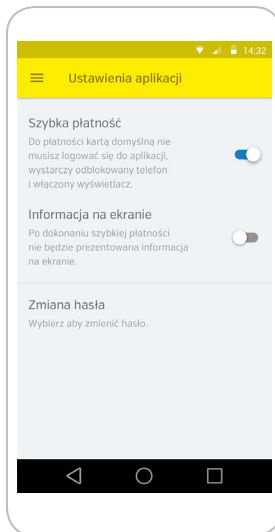 14:32
Ustawienia aplikacji
Szybka płatność
Do płatności kartą domyślną nie
musisz logować się do aplikacji,
wystarczy odblokowany telefon
i włączony wyświetlacz.
Informacja na ekranie
Po dokonaniu szybkiej płatności
nie będzie prezentowana informacja
na ekranie.
Zmiana hasła
Wybierz aby zmienić hasło.